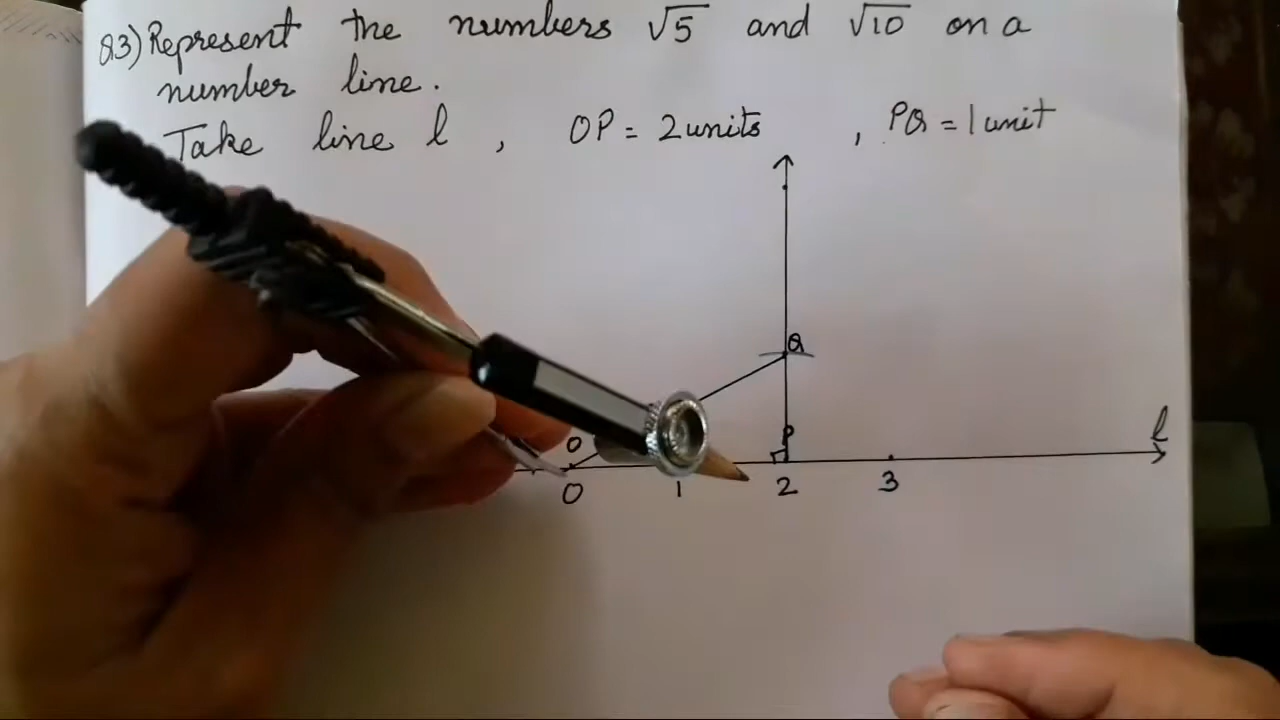 Q3) Represent the numbers √5 and √10 on a
number line.
Take line l , OP = 2 units , PQ = 1 unit
Q
P
l
O
0 1 2 3